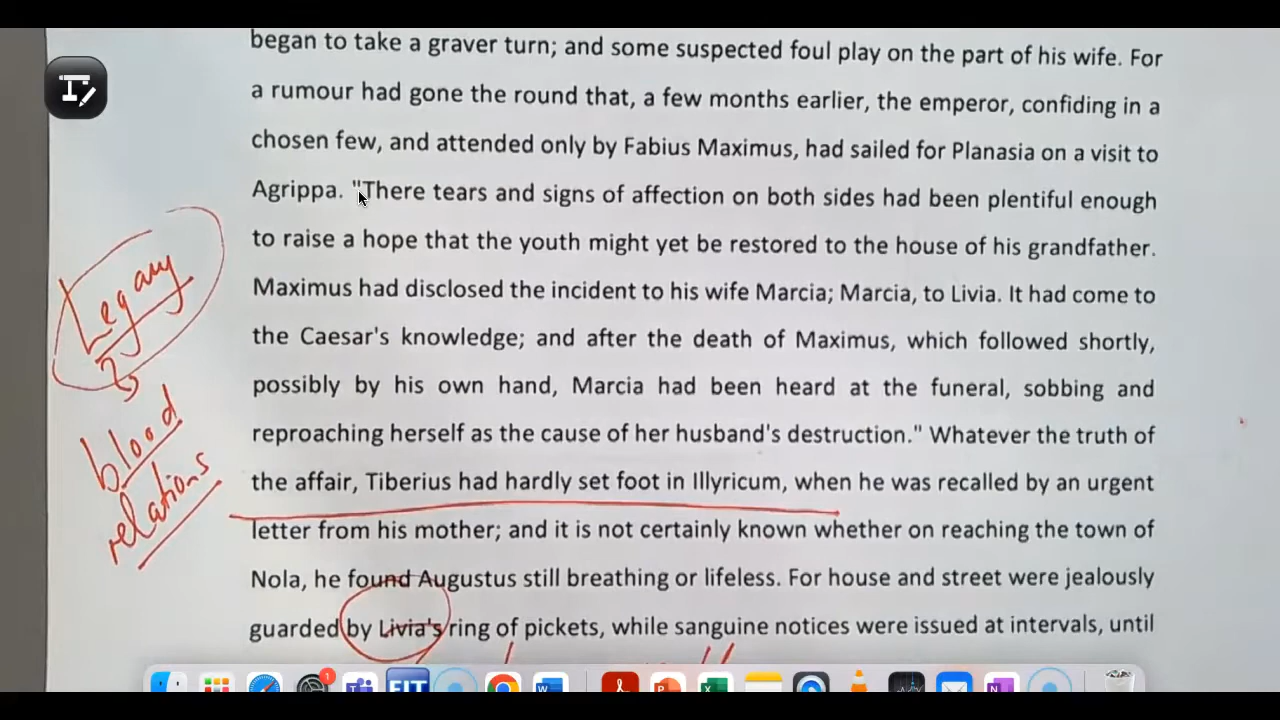 began to take a graver turn; and some suspected foul play on the part of his wife. For
a rumour had gone the round that, a few months earlier, the emperor, confiding in a
chosen few, and attended only by Fabius Maximus, had sailed for Planasia on a visit to
Agrippa. "There tears and signs of affection on both sides had been plentiful enough
to raise a hope that the youth might yet be restored to the house of his grandfather.
Maximus had disclosed the incident to his wife Marcia; Marcia, to Livia. It had come to
the Caesar's knowledge; and after the death of Maximus, which followed shortly,
possibly by his own hand, Marcia had been heard at the funeral, sobbing and
reproaching herself as the cause of her husband's destruction." Whatever the truth of
the affair, Tiberius had hardly set foot in Illyricum, when he was recalled by an urgent
letter from his mother; and it is not certainly known whether on reaching the town of
Nola, he found Augustus still breathing or lifeless. For house and street were jealously
guarded by Livia's ring of pickets, while sanguine notices were issued at intervals, until
Legacy
blood
relations
1
FIT